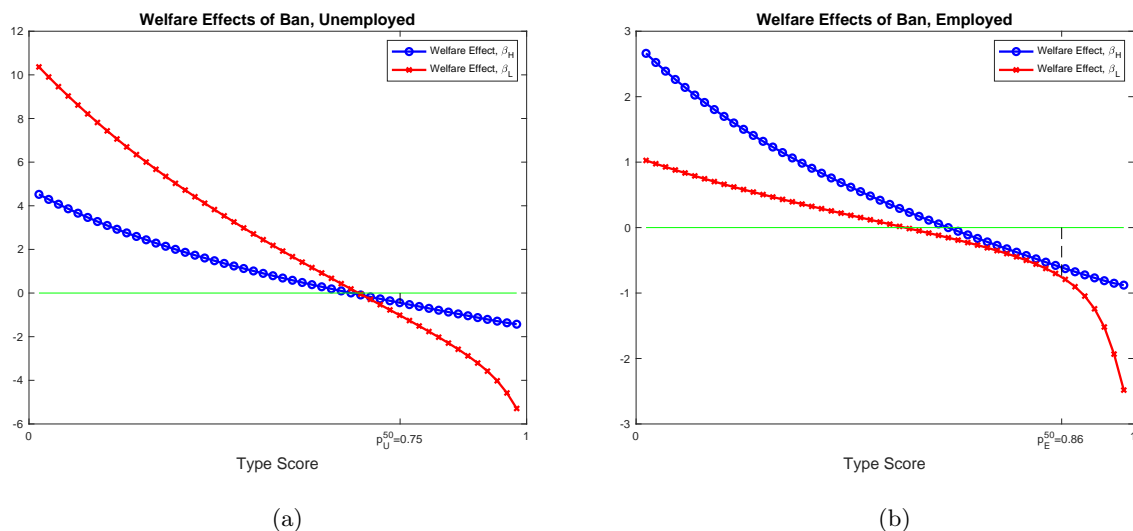 Welfare Effects of Ban, Unemployed
12
10
8
6
4
2
0
-2
-4
-6
Welfare Effect, β_H
Welfare Effect, β_L
0
p_U^50=0.75
1
Type Score
(a)
Welfare Effects of Ban, Employed
3
2
1
0
-1
-2
-3
Welfare Effect, β_H
Welfare Effect, β_L
0
p_E^50=0.86
1
Type Score
(b)